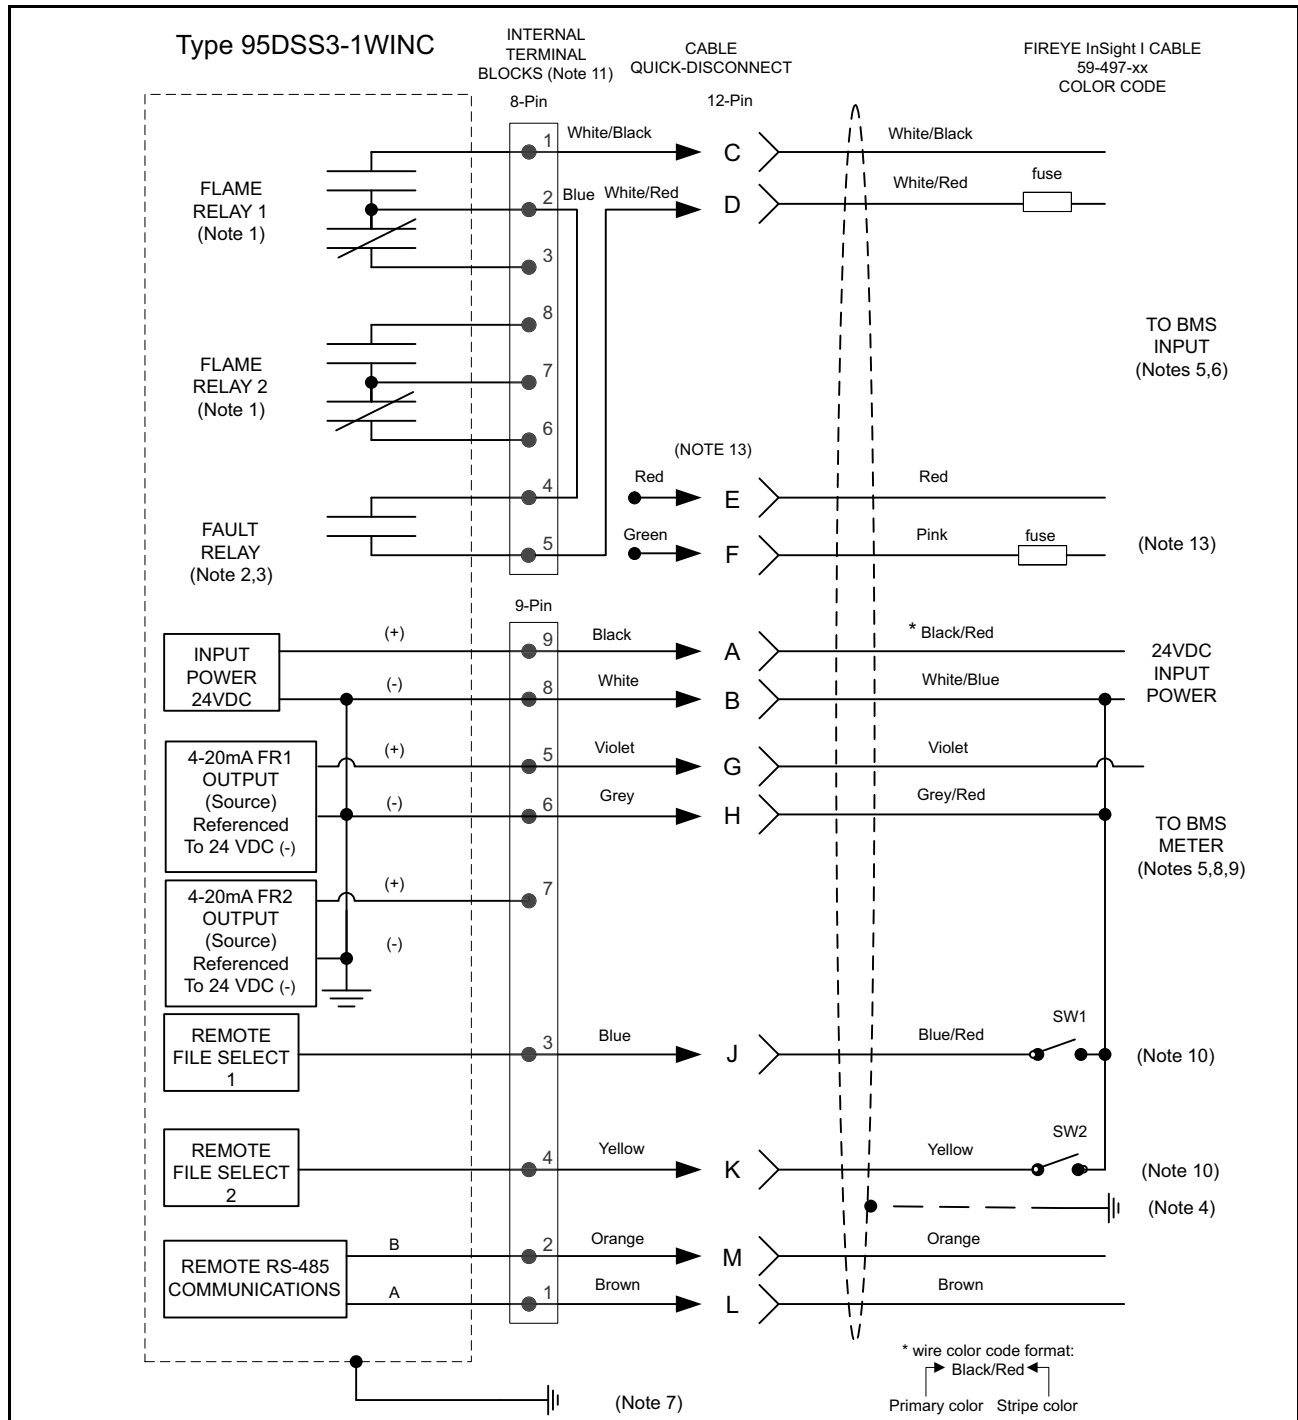 Type 95DSS3-1WINC
INTERNAL
TERMINAL
BLOCKS (Note 11)
CABLE
QUICK-DISCONNECT
FIREYE InSight I CABLE
59-497-xx
COLOR CODE
8-Pin
12-Pin
FLAME
RELAY 1
(Note 1)
1
White/Black
C
White/Black
2
Blue
White/Red
D
White/Red
fuse
3
FLAME
RELAY 2
(Note 1)
8
7
6
TO BMS
INPUT
(Notes 5,6)
(NOTE 13)
FAULT
RELAY
(Note 2,3)
4
Red
E
Red
5
Green
F
Pink
fuse
(Note 13)
9-Pin
INPUT
POWER
24VDC
(+)
9
Black
A
* Black/Red
(-)
8
White
B
White/Blue
24VDC
INPUT
POWER
4-20mA FR1
OUTPUT
(Source)
Referenced
To 24 VDC (-)
(+)
5
Violet
G
Violet
(-)
6
Grey
H
Grey/Red
TO BMS
METER
(Notes 5,8,9)
4-20mA FR2
OUTPUT
(Source)
Referenced
To 24 VDC (-)
(+)
7
(-)
REMOTE
FILE SELECT
1
3
Blue
J
Blue/Red
SW1
(Note 10)
REMOTE
FILE SELECT
2
4
Yellow
K
Yellow
SW2
(Note 10)
(Note 4)
REMOTE RS-485
COMMUNICATIONS
B
2
Orange
M
Orange
A
1
Brown
L
Brown
(Note 7)
* wire color code format:
Black/Red
Primary color
Stripe color